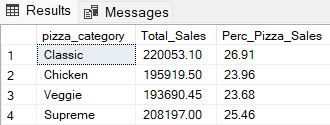 Results Messages
pizza_category Total_Sales Perc_Pizza_Sales
1 Classic 220053.10 26.91
2 Chicken 195919.50 23.96
3 Veggie 193690.45 23.68
4 Supreme 208197.00 25.46